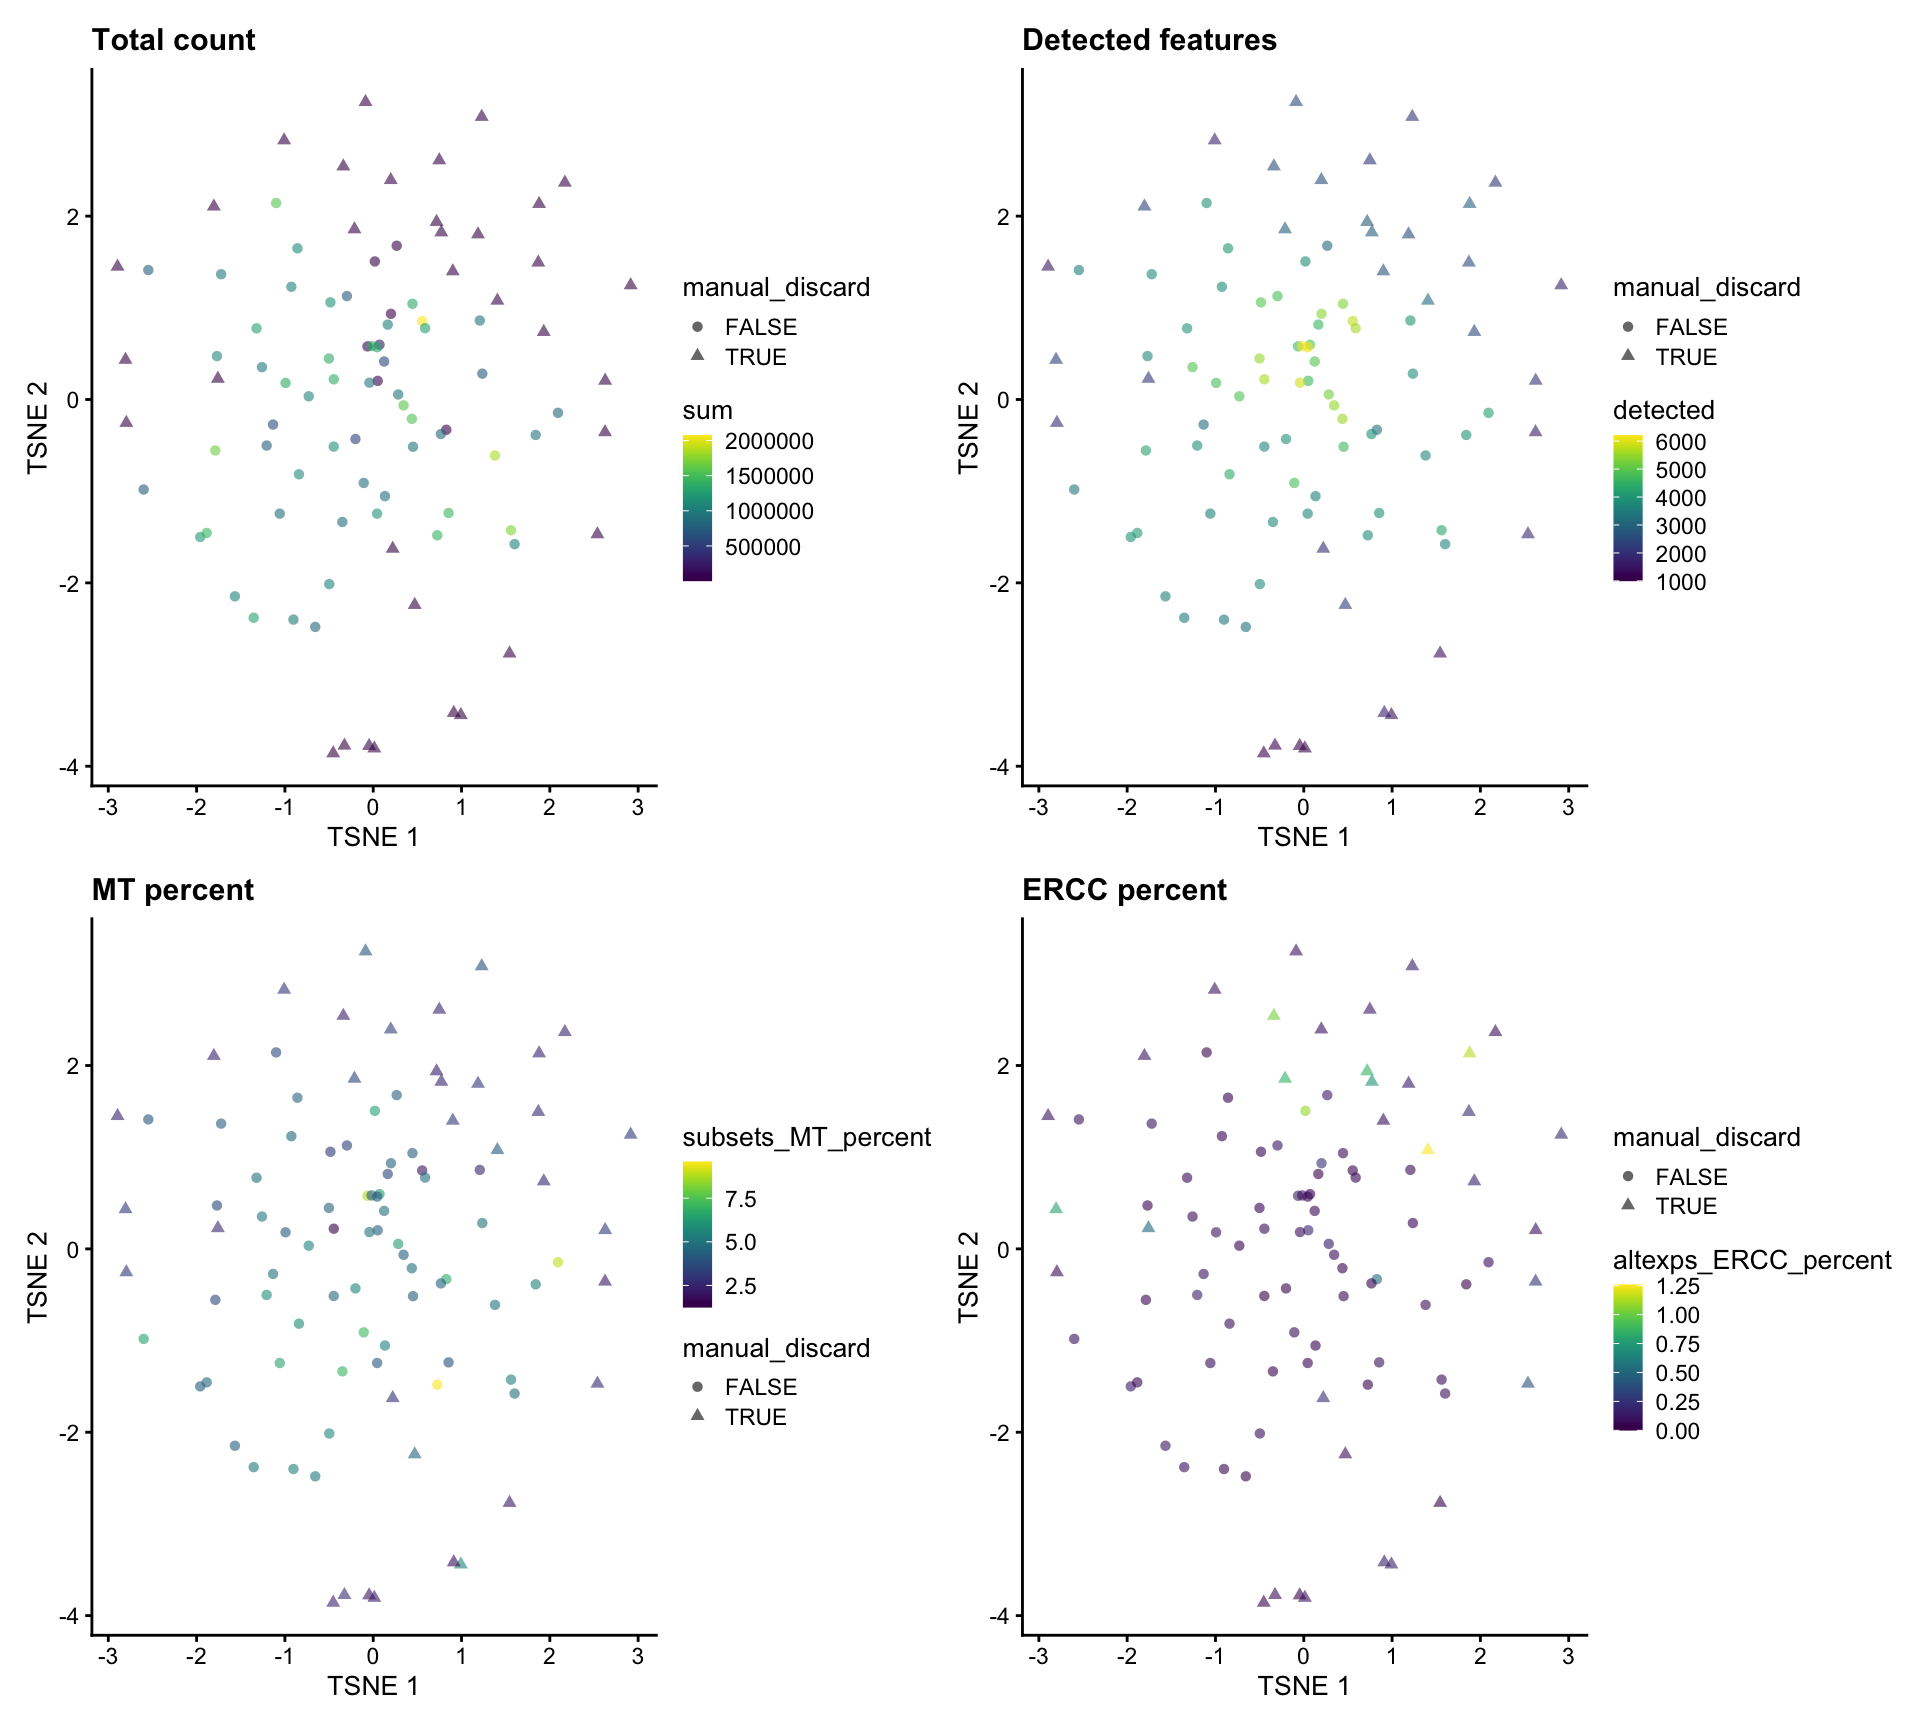 Total count
TSNE 2
2
0
-2
-4
-3 -2 -1 0 1 2 3
TSNE 1
manual_discard
FALSE
TRUE
sum
2000000
1500000
1000000
500000
Detected features
TSNE 2
2
0
-2
-4
-3 -2 -1 0 1 2 3
TSNE 1
manual_discard
FALSE
TRUE
detected
6000
5000
4000
3000
2000
1000
MT percent
TSNE 2
2
0
-2
-4
-3 -2 -1 0 1 2 3
TSNE 1
subsets_MT_percent
7.5
5.0
2.5
manual_discard
FALSE
TRUE
ERCC percent
TSNE 2
2
0
-2
-4
-3 -2 -1 0 1 2 3
TSNE 1
manual_discard
FALSE
TRUE
altexps_ERCC_percent
1.25
1.00
0.75
0.50
0.25
0.00